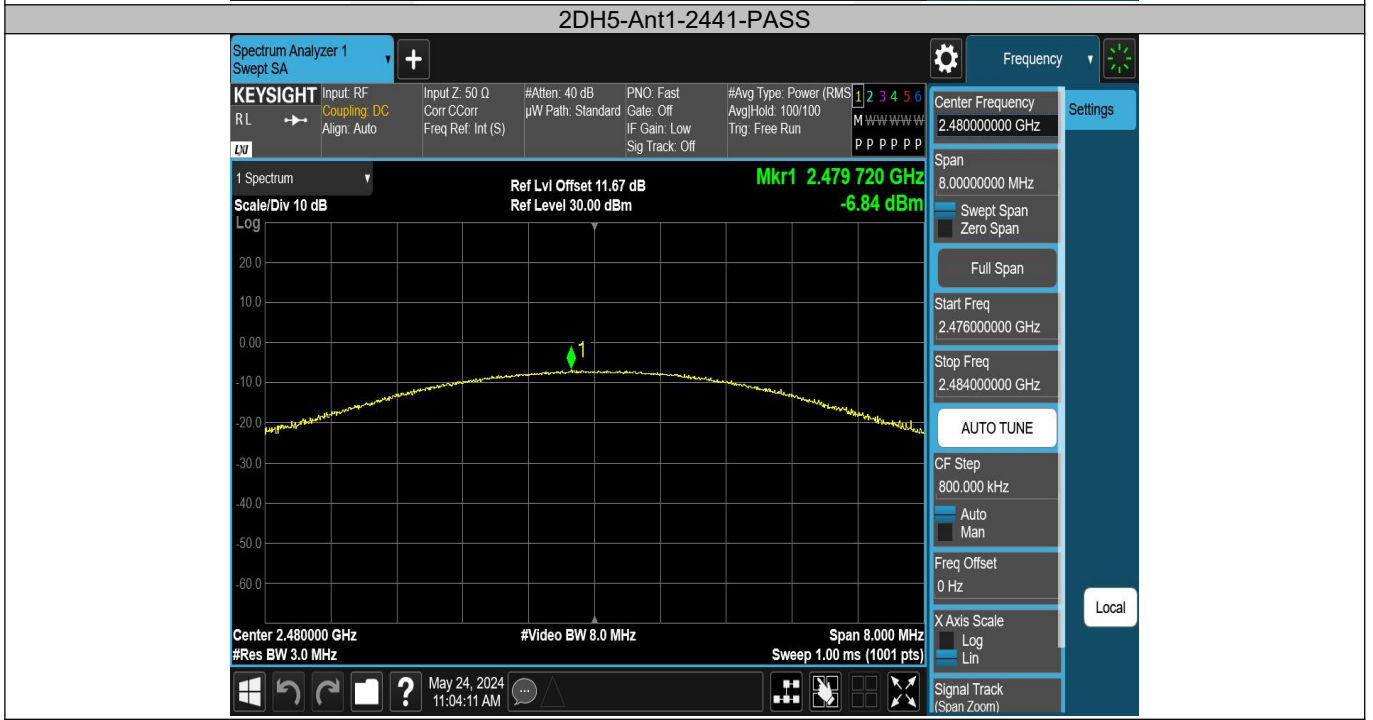 2DH5-Ant1-2441-PASS
Spectrum Analyzer 1
Swept SA
+
Frequency
KEYSIGHT
RL
LXI
Input: RF
Coupling: DC
Align: Auto
Input Z: 50 Ω
Corr CCorr
Freq Ref: Int (S)
#Atten: 40 dB
µW Path: Standard
PNO: Fast
Gate: Off
IF Gain: Low
Sig Track: Off
#Avg Type: Power (RMS
Avg|Hold: 100/100
Trig: Free Run
1 2 3 4 5 6
M W W W W W
P P P P P P
1 Spectrum
Scale/Div 10 dB
Ref Lvl Offset 11.67 dB
Ref Level 30.00 dBm
Mkr1 2.479 720 GHz
-6.84 dBm
Log
20.0
10.0
0.00
-10.0
-20.0
-30.0
-40.0
-50.0
-60.0
1
Center 2.480000 GHz
#Res BW 3.0 MHz
#Video BW 8.0 MHz
Span 8.000 MHz
Sweep 1.00 ms (1001 pts)
?
May 24, 2024
11:04:11 AM
Center Frequency
2.480000000 GHz
Span
8.00000000 MHz
Swept Span
Zero Span
Full Span
Start Freq
2.476000000 GHz
Stop Freq
2.484000000 GHz
AUTO TUNE
CF Step
800.000 kHz
Auto
Man
Freq Offset
0 Hz
X Axis Scale
Log
Lin
Signal Track
(Span Zoom)
Settings
Local